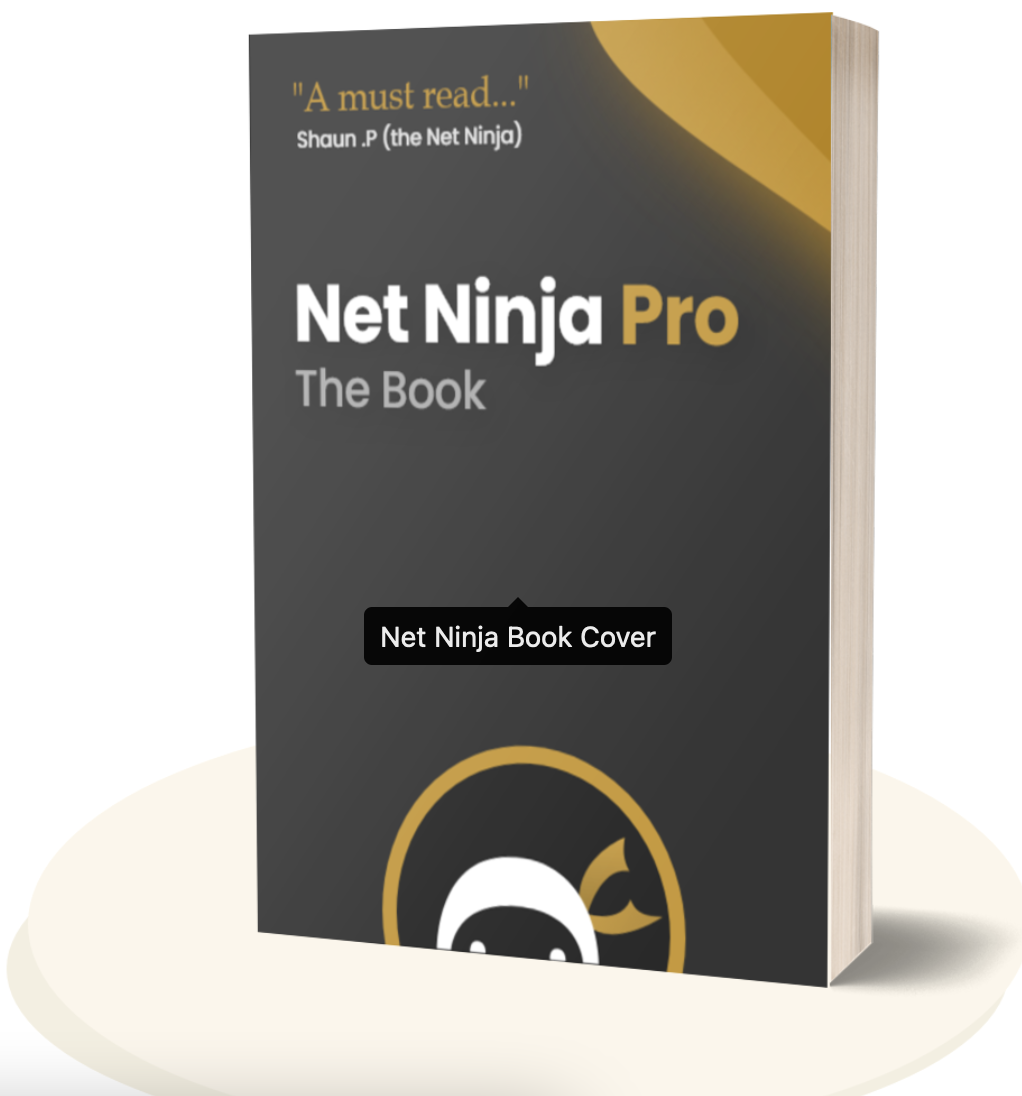 "A must read..."
Shaun .P (the Net Ninja)
Net Ninja Pro
The Book
Net Ninja Book Cover